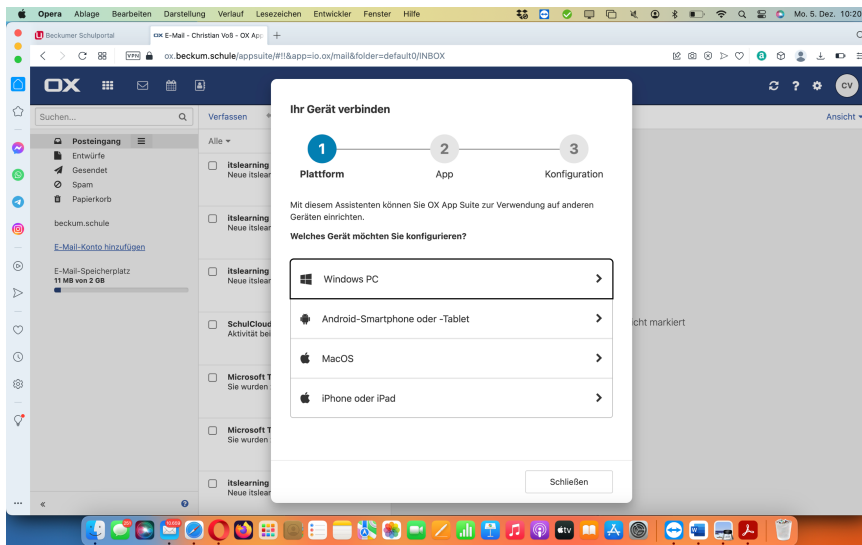 Opera Ablage Bearbeiten Darstellung Verlauf Lesezeichen Entwickler Fenster Hilfe Mo. 5. Dez. 10:20
Beckumer Schulportal
OX E-Mail - Christian Voß - OX App
VPN ox.beckum.schule/appsuite/#!!&app=io.ox/mail&folder=default0/INBOX
OX
CV
Suchen...
Verfassen
Ansicht
Posteingang
Entwürfe
Gesendet
Spam
Papierkorb
beckum.schule
E-Mail-Konto hinzufügen
E-Mail-Speicherplatz
11 MB von 2 GB
Alle
itslearning
Neue itslear
itslearning
Neue itslear
itslearning
Neue itslear
SchulCloud
Aktivität bei
Microsoft T
Sie wurden
Microsoft T
Sie wurden
itslearning
Neue itslear
Ihr Gerät verbinden
1 2 3
Plattform App Konfiguration
Mit diesem Assistenten können Sie OX App Suite zur Verwendung auf anderen
Geräten einrichten.
Welches Gerät möchten Sie konfigurieren?
Windows PC
Android-Smartphone oder -Tablet
MacOS
iPhone oder iPad
Schließen
icht markiert
tv